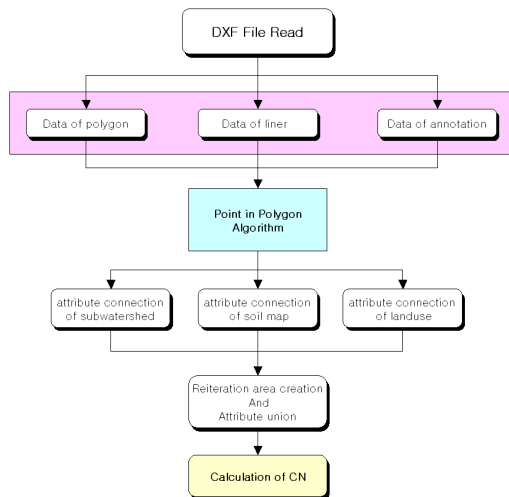 DXF File Read
Data of polygon
Data of liner
Data of annotation
Point in Polygon
Algorithm
attribute connection
of subwatershed
attribute connection
of soil map
attribute connection
of landuse
Reiteration area creation
And
Attribute union
Calculation of CN